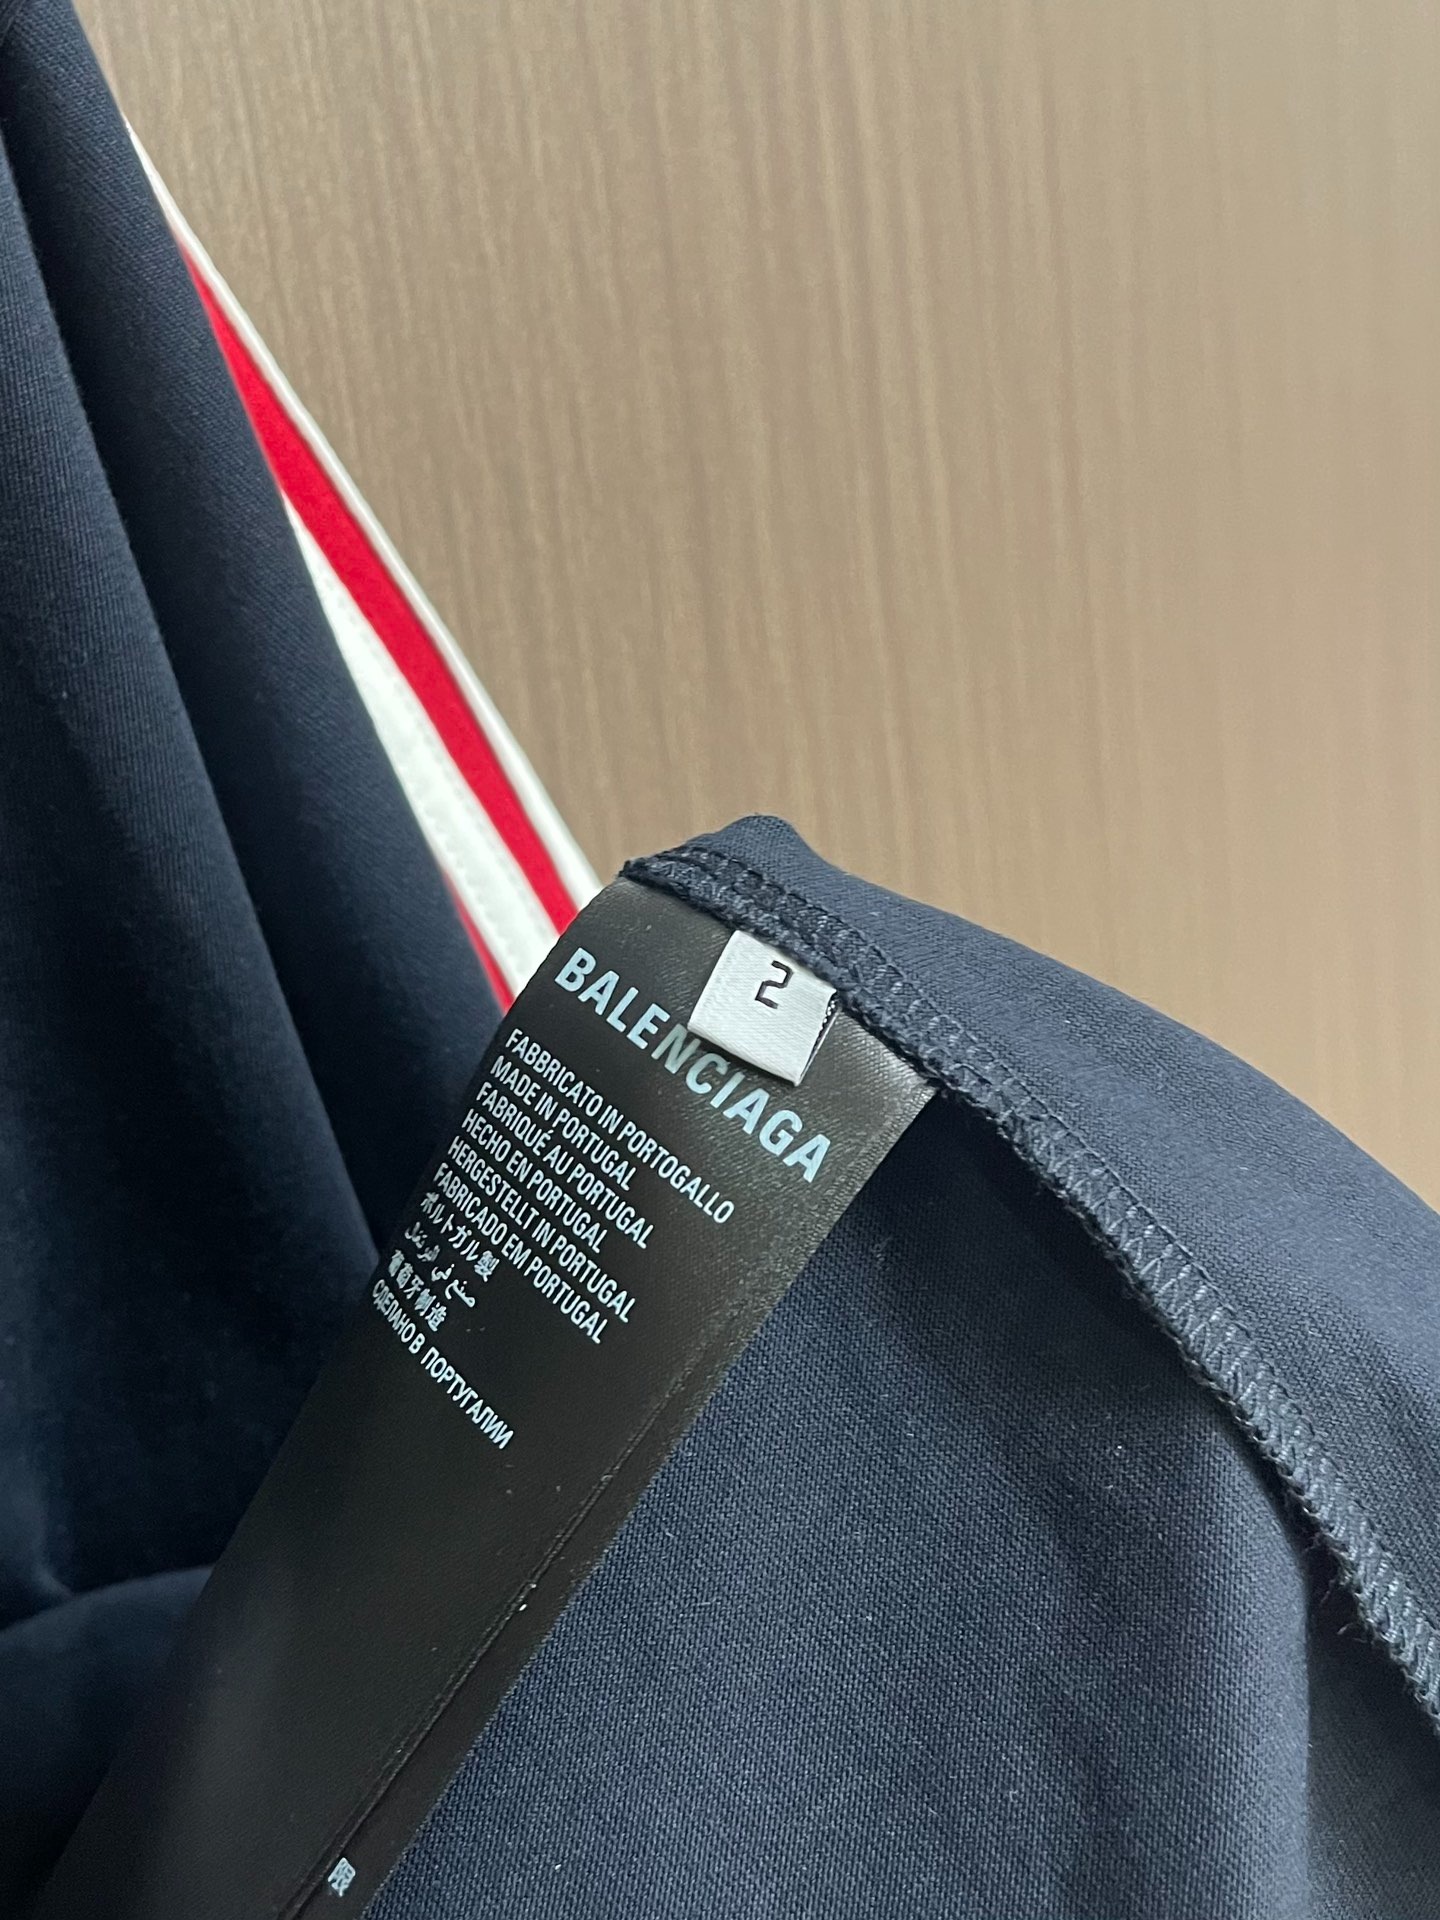 2
BALENCIAGA
FABBRICATO IN PORTOGALLO
MADE IN PORTUGAL
FABRIQUÉ AU PORTUGAL
HECHO EN PORTUGAL
HERGESTELLT IN PORTUGAL
FABRICADO EM PORTUGAL
ポルトガル製
صنع في
葡萄牙制造
СДЕЛАНО В ПОРТУГАЛИИ
限